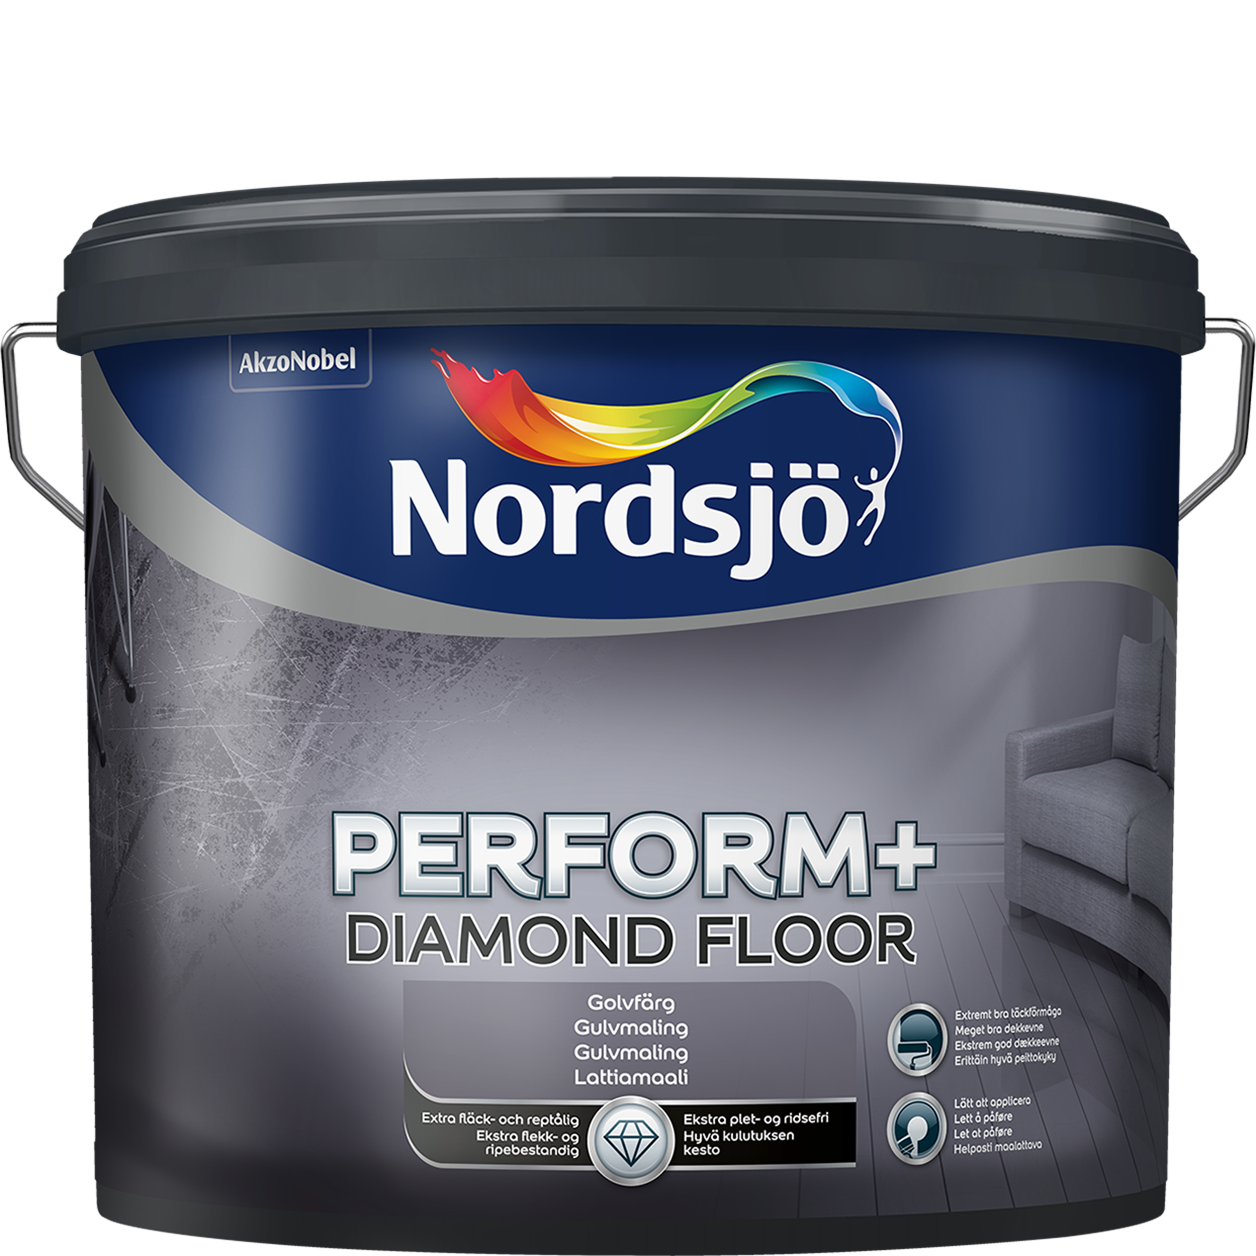 AkzoNobel
Nordsjö
PERFORM+
DIAMOND FLOOR
Golvfärg
Gulvmaling
Gulvmaling
Lattiamaali
Extra fläck- och reptålig
Ekstra flekk- og
ripebestandig
Ekstra plet- og ridsefri
Hyvä kulutuksen
kesto
Extremt bra täckförmåga
Meget bra dekkevne
Ekstrem god dækkeevne
Erittäin hyvä peittokyky
Lätt att applicera
Lett å påføre
Let at påføre
Helposti maalattava